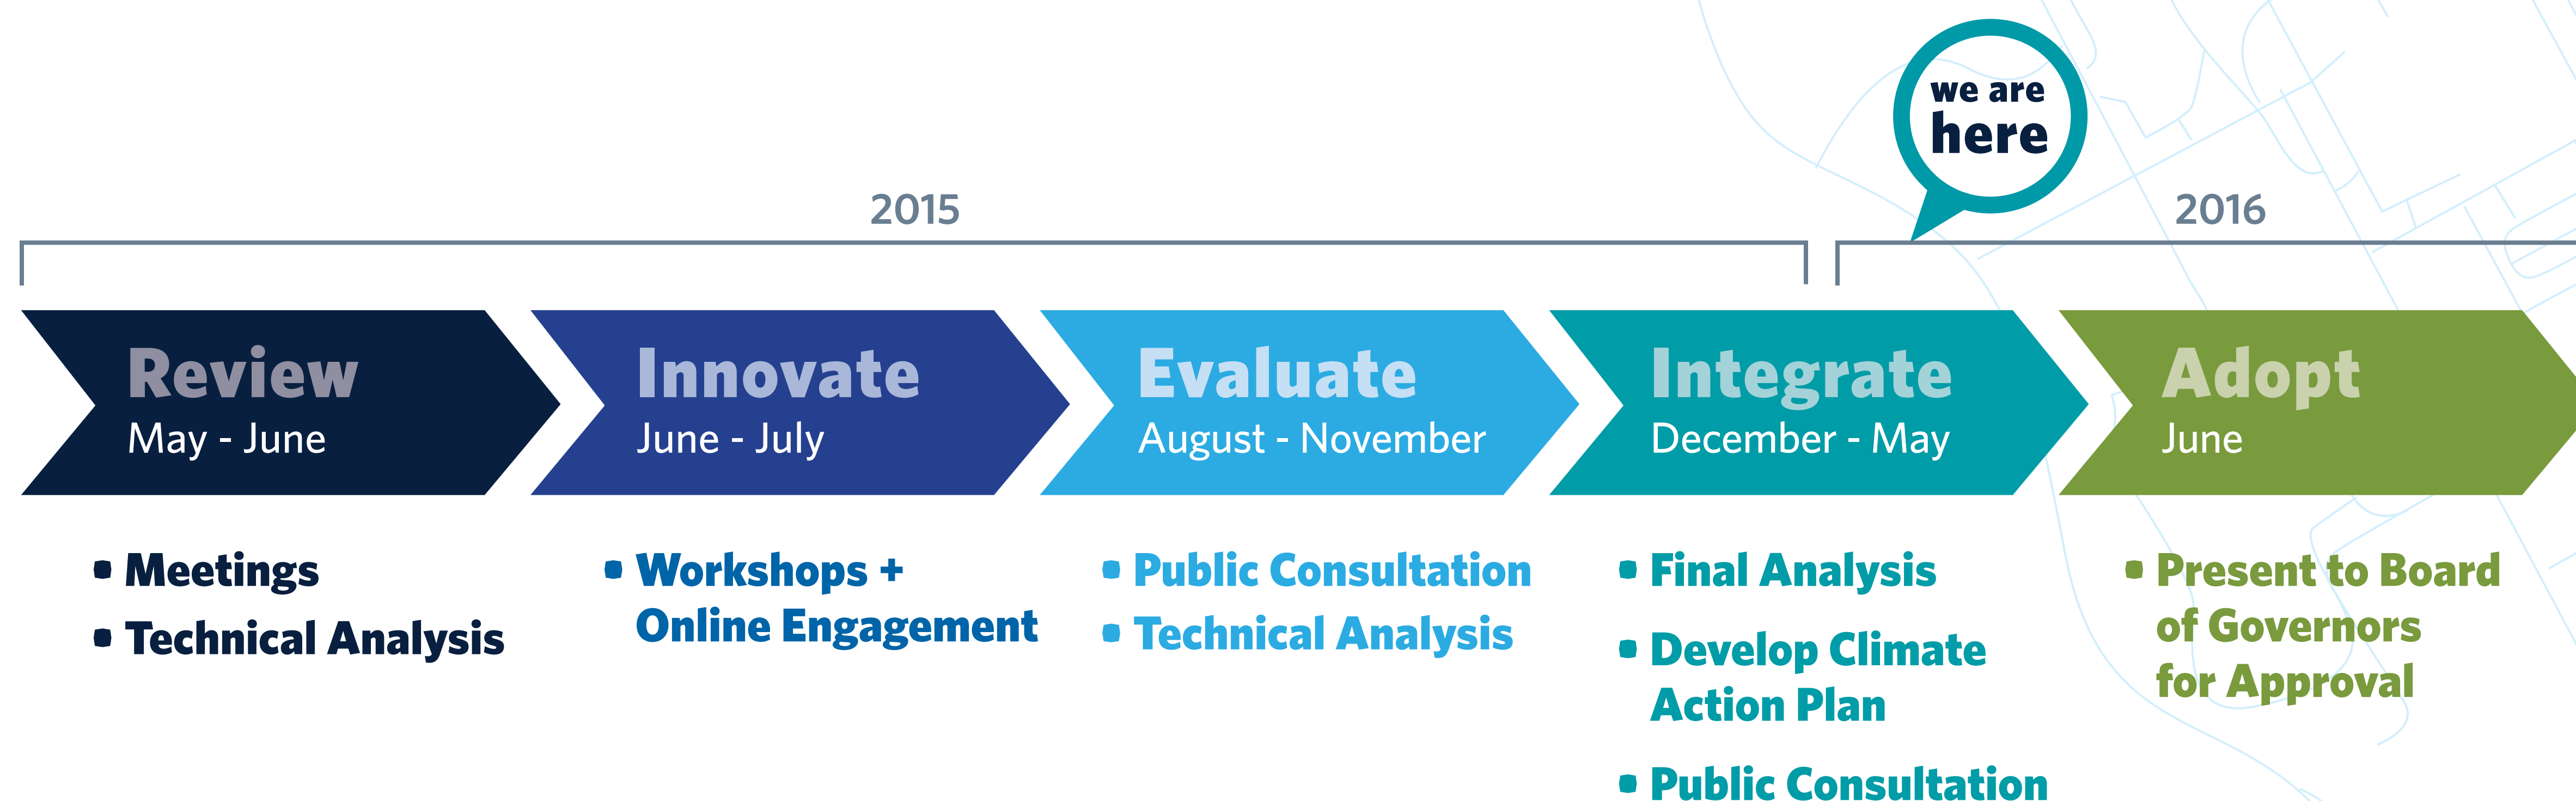 we are
here
2015
2016
Review
May - June
Innovate
June - July
Evaluate
August - November
Integrate
December - May
Adopt
June
Meetings
Technical Analysis
Workshops +
Online Engagement
Public Consultation
Technical Analysis
Final Analysis
Develop Climate
Action Plan
Public Consultation
Present to Board
of Governors
for Approval